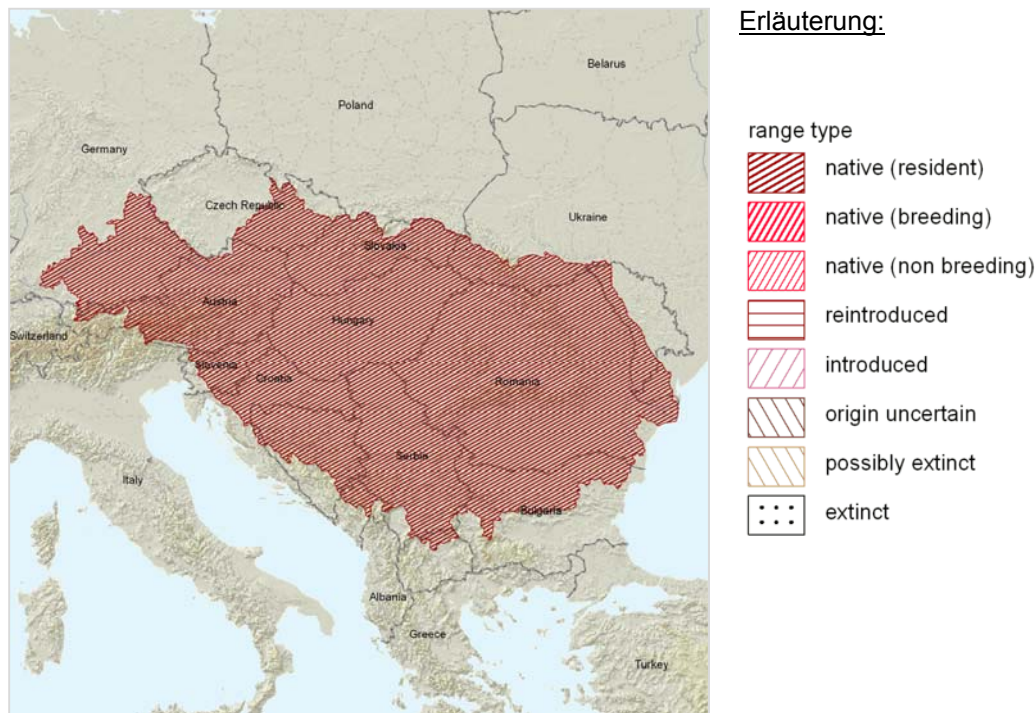 Erläuterung:
Belarus
Poland
Germany
Czech Republic
Ukraine
Slovakia
Austria
Hungary
Switzerland
Slovenia
Croatia
Romania
Serbia
Italy
Bulgaria
Albania
Greece
Turkey
range type
native (resident)
native (breeding)
native (non breeding)
reintroduced
introduced
origin uncertain
possibly extinct
extinct